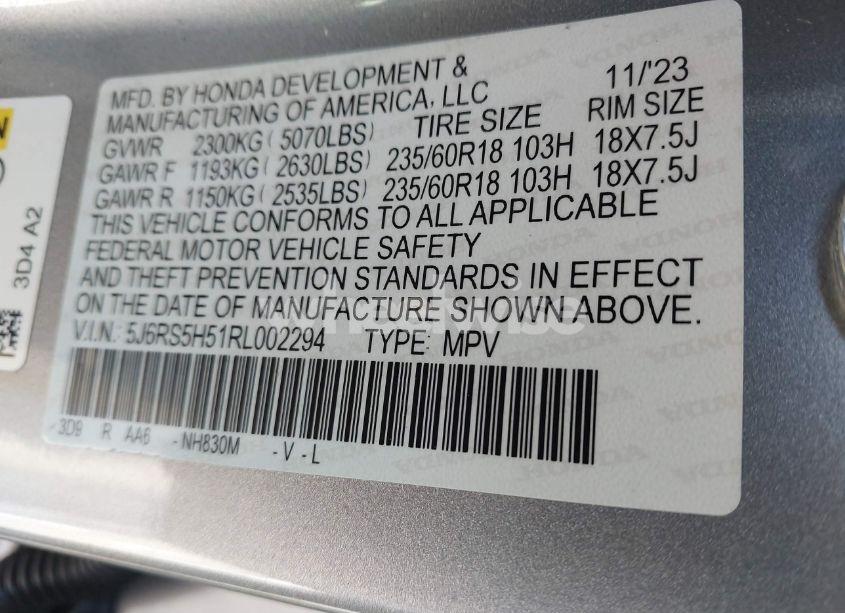 MFD. BY HONDA DEVELOPMENT &
MANUFACTURING OF AMERICA, LLC 11/'23
GVWR 2300KG ( 5070LBS) TIRE SIZE RIM SIZE
GAWR F 1193KG ( 2630LBS) 235/60R18 103H 18X7.5J
GAWR R 1150KG ( 2535LBS) 235/60R18 103H 18X7.5J
THIS VEHICLE CONFORMS TO ALL APPLICABLE
FEDERAL MOTOR VEHICLE SAFETY
AND THEFT PREVENTION STANDARDS IN EFFECT
ON THE DATE OF MANUFACTURE SHOWN ABOVE.
V.I.N.: 5J6RS5H51RL002294 TYPE: MPV
- 3D9 R AA6 - NH830M - V - L
3D4 A2
HONDA